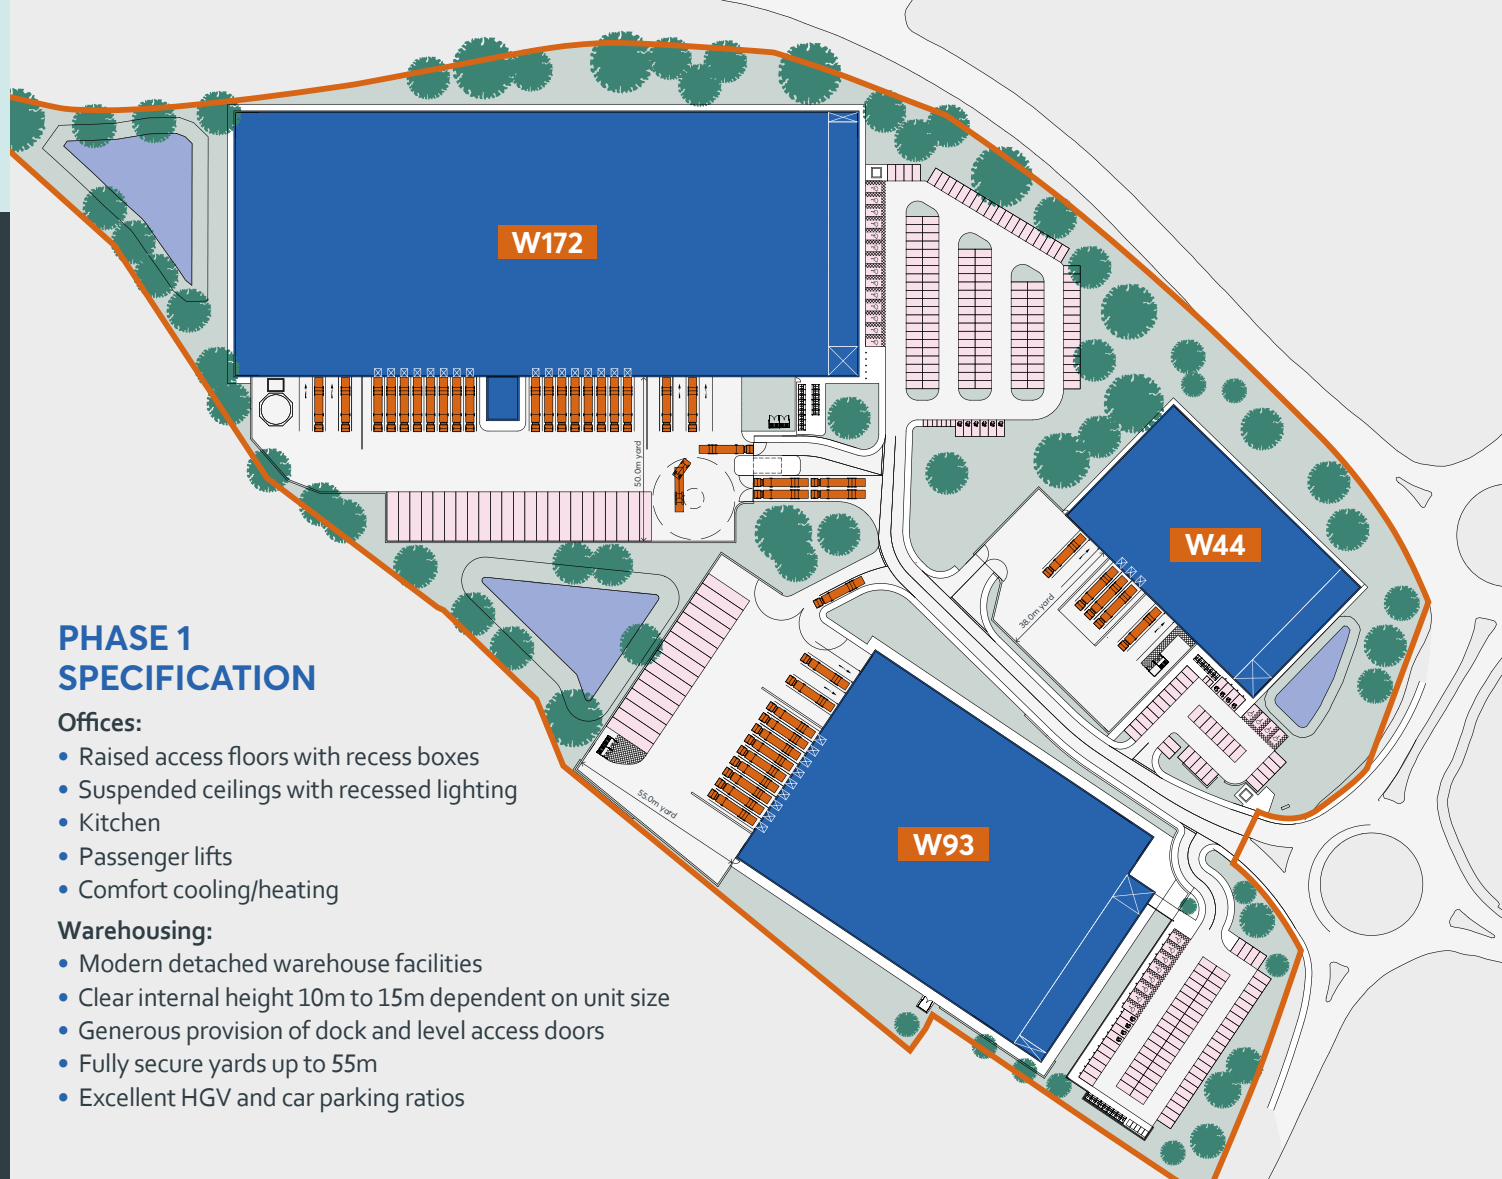 W172
50.0m yard
W44
38.0m yard
PHASE 1
SPECIFICATION
Offices:
• Raised access floors with recess boxes
• Suspended ceilings with recessed lighting
• Kitchen
• Passenger lifts
• Comfort cooling/heating
Warehousing:
• Modern detached warehouse facilities
• Clear internal height 10m to 15m dependent on unit size
• Generous provision of dock and level access doors
• Fully secure yards up to 55m
• Excellent HGV and car parking ratios
55.0m yard
W93